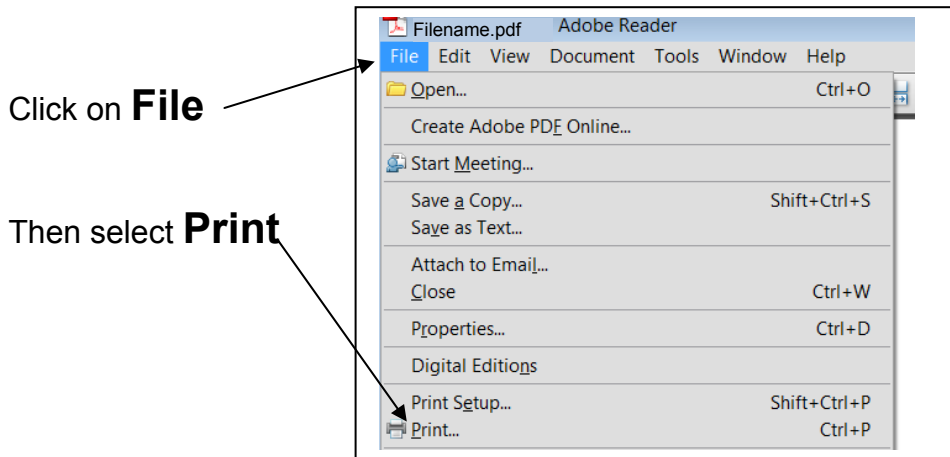 Filename.pdf Adobe Reader
File Edit View Document Tools Window Help
Click on File
Open... Ctrl+O
Create Adobe PDF Online...
Start Meeting...
Save a Copy... Shift+Ctrl+S
Then select Print
Save as Text...
Attach to Email...
Close Ctrl+W
Properties... Ctrl+D
Digital Editions
Print Setup... Shift+Ctrl+P
Print... Ctrl+P